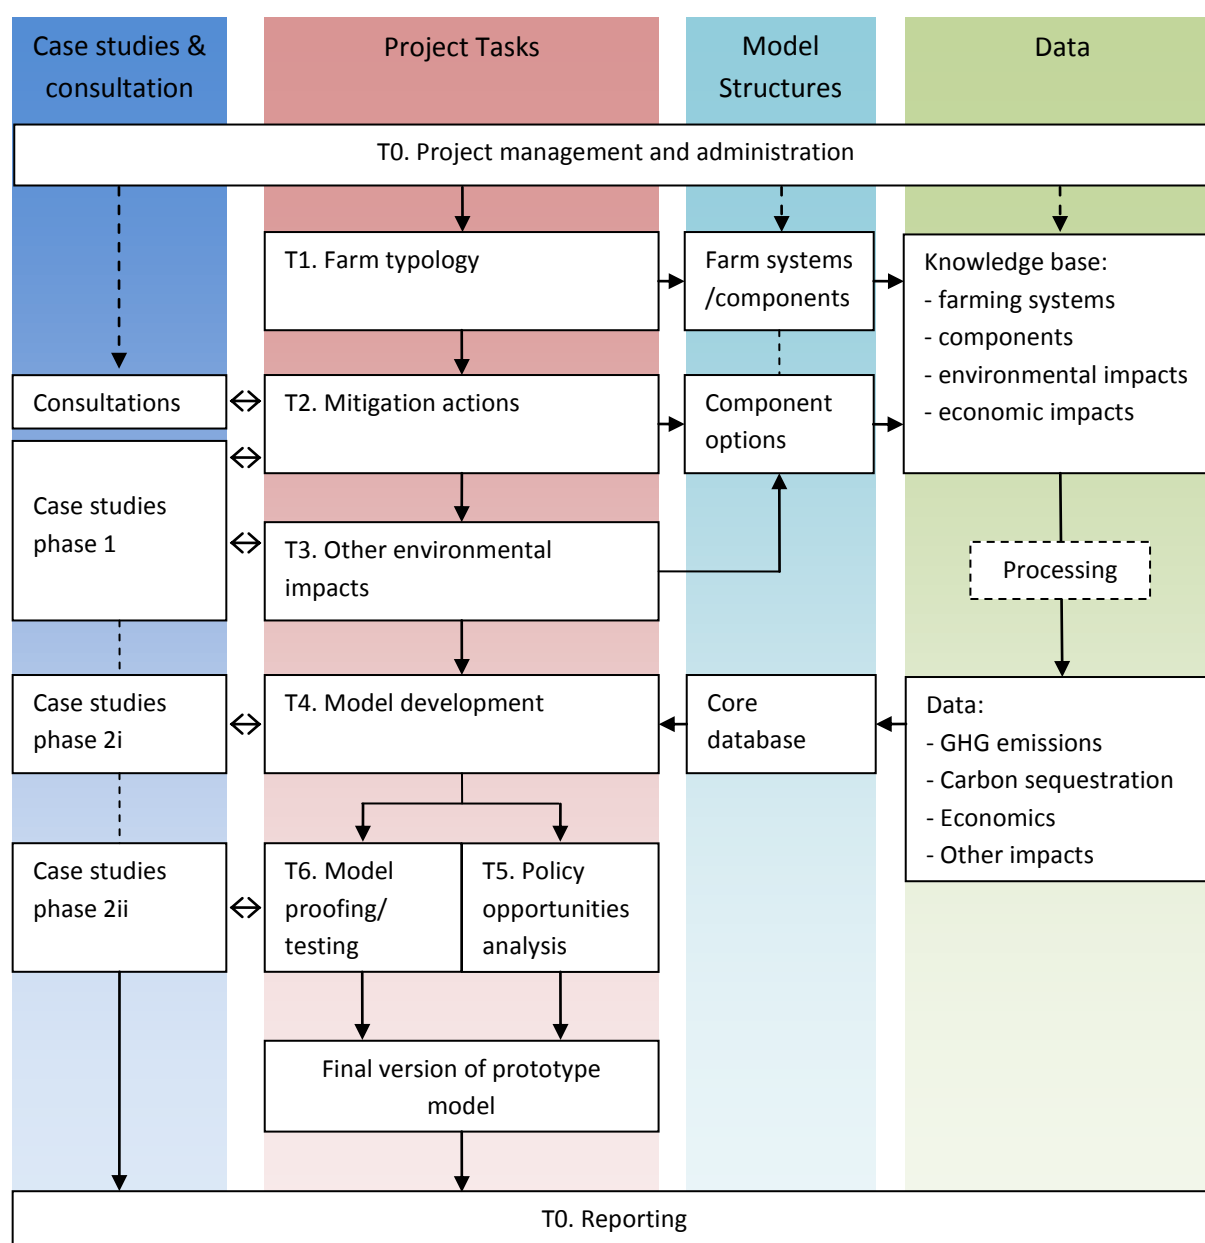 Case studies &
consultation
Project Tasks
Model
Structures
Data
T0. Project management and administration
T1. Farm typology
Farm systems
/components
Knowledge base:
- farming systems
- components
- environmental impacts
- economic impacts
Consultations
T2. Mitigation actions
Component
options
Case studies
phase 1
T3. Other environmental
impacts
Processing
Case studies
phase 2i
T4. Model development
Core
database
Data:
- GHG emissions
- Carbon sequestration
- Economics
- Other impacts
Case studies
phase 2ii
T6. Model
proofing/
testing
T5. Policy
opportunities
analysis
Final version of prototype
model
T0. Reporting